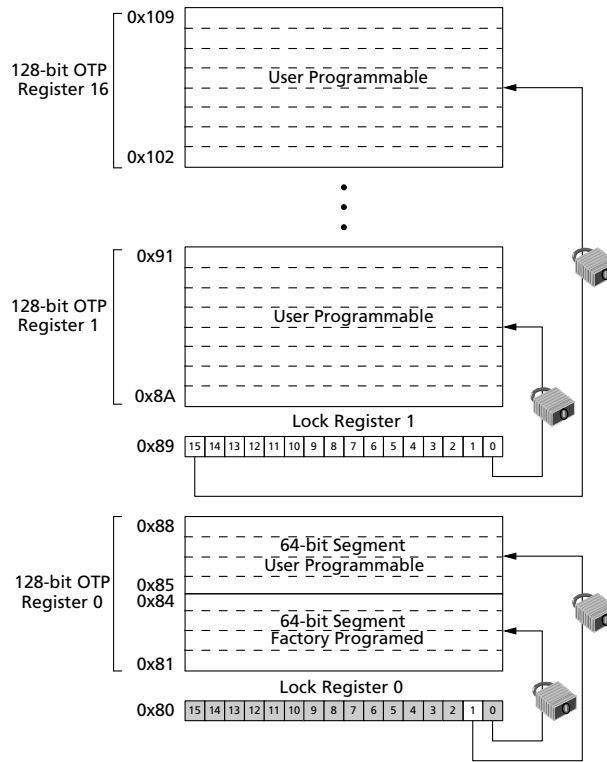 0x109
128-bit OTP
Register 16
User Programmable
0x102
0x91
128-bit OTP
Register 1
User Programmable
0x8A
Lock Register 1
0x89
15 14 13 12 11 10 9 8 7 6 5 4 3 2 1 0
0x88
64-bit Segment
User Programmable
128-bit OTP
Register 0
0x85
0x84
64-bit Segment
Factory Programed
0x81
Lock Register 0
0x80
15 14 13 12 11 10 9 8 7 6 5 4 3 2 1 0